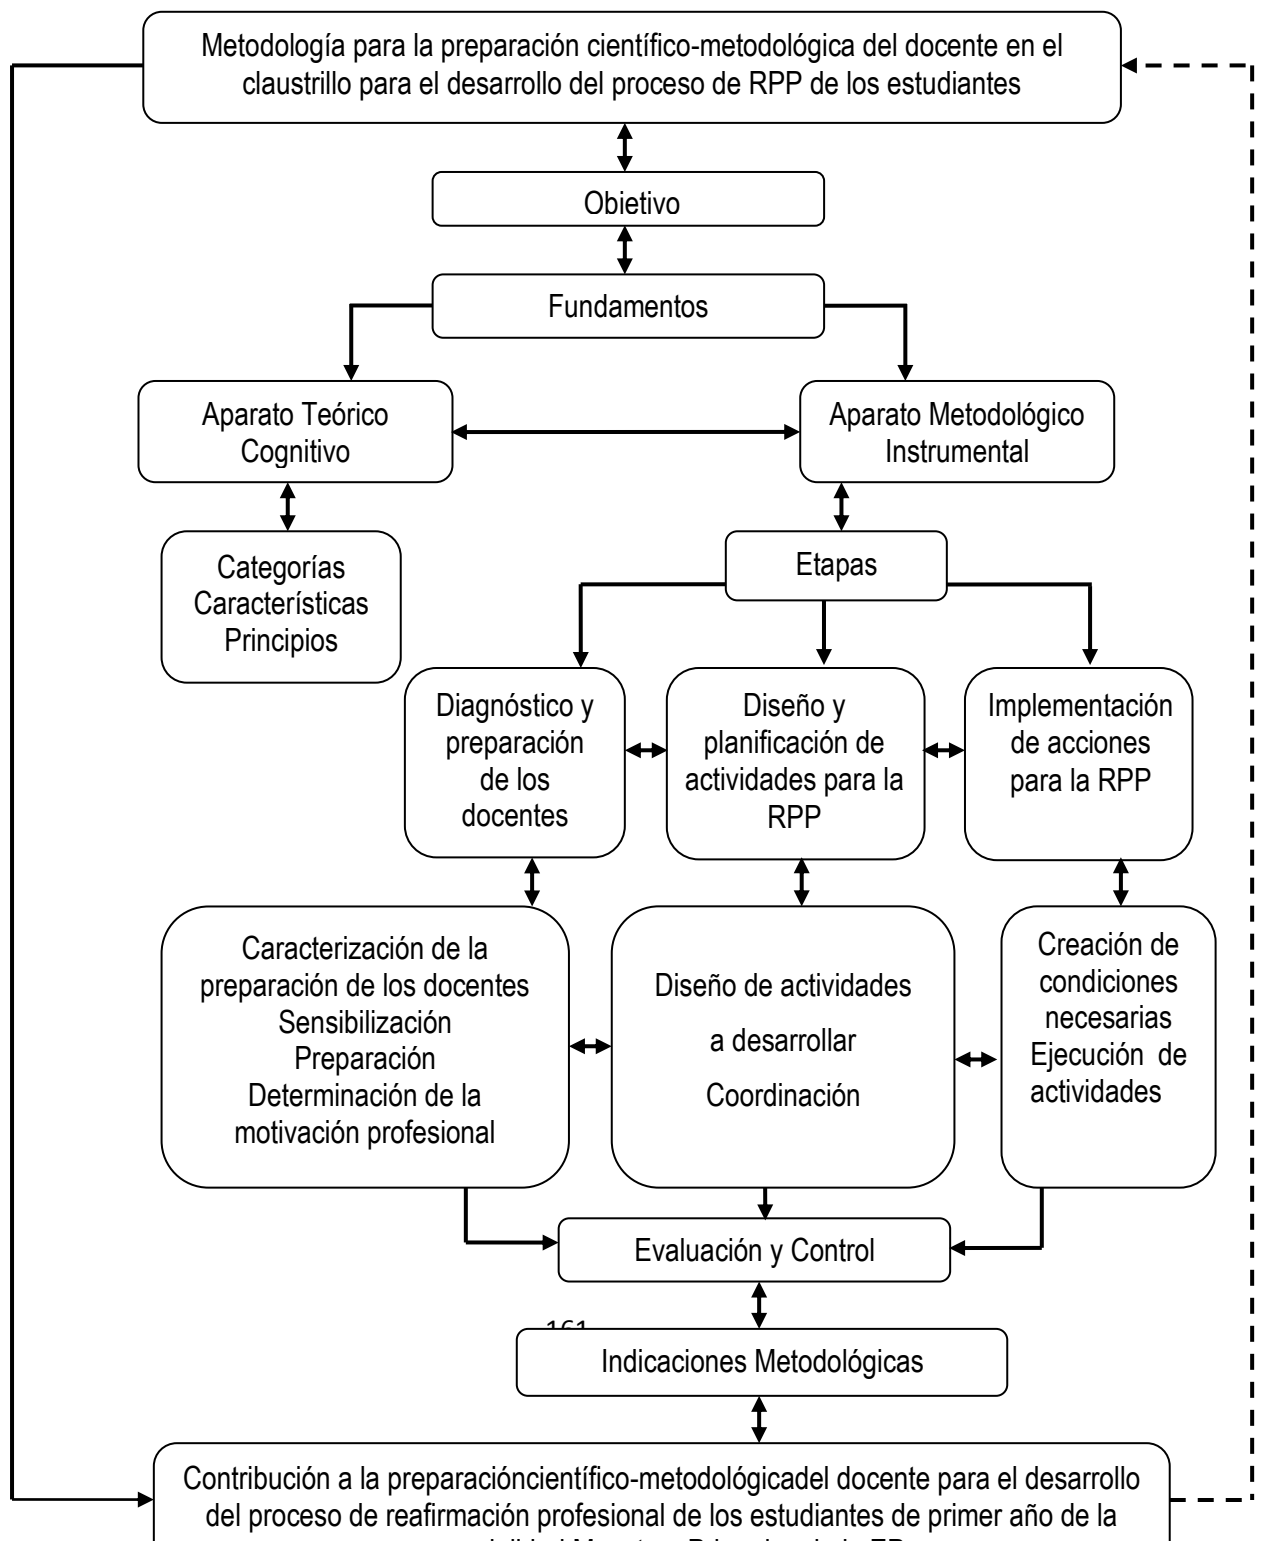 Metodología para la preparación científico-metodológica del docente en el
claustrillo para el desarrollo del proceso de RPP de los estudiantes
Objetivo
Fundamentos
Aparato Teórico
Cognitivo
Aparato Metodológico
Instrumental
Categorías
Características
Principios
Etapas
Diagnóstico y
preparación
de los
docentes
Diseño y
planificación de
actividades para la
RPP
Implementación
de acciones
para la RPP
Caracterización de la
preparación de los docentes
Sensibilización
Preparación
Determinación de la
motivación profesional
Diseño de actividades
a desarrollar
Coordinación
Creación de
condiciones
necesarias
Ejecución de
actividades
Evaluación y Control
161
Indicaciones Metodológicas
Contribución a la preparacióncientífico-metodológicadel docente para el desarrollo
del proceso de reafirmación profesional de los estudiantes de primer año de la